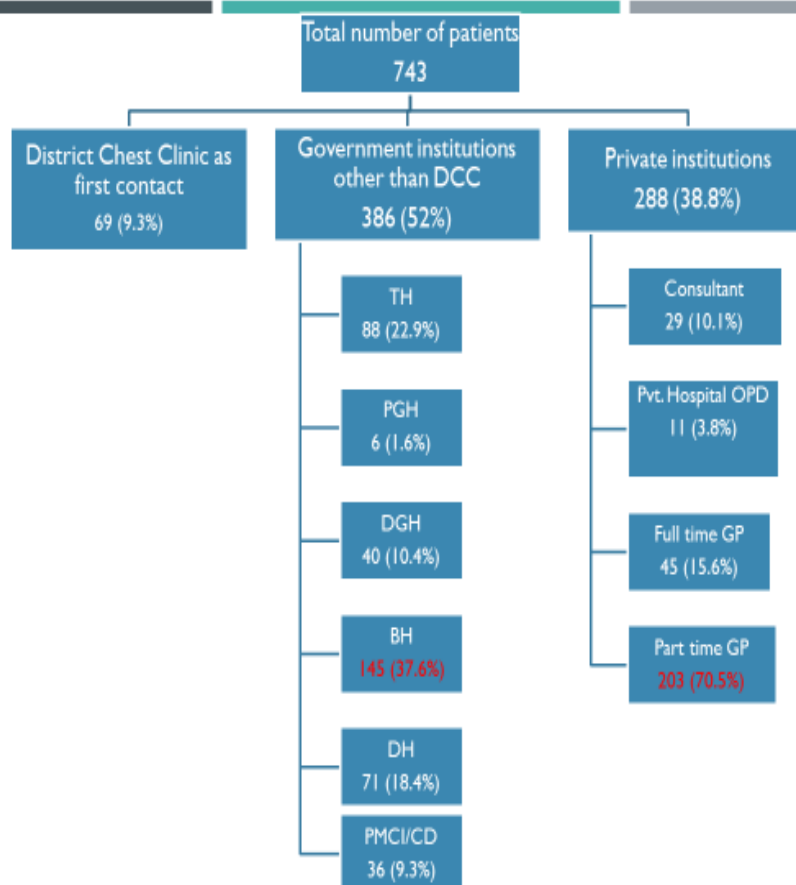 Total number of patients
743
District Chest Clinic as
first contact
69 (9.3%)
Government institutions
other than DCC
386 (52%)
Private institutions
288 (38.8%)
TH
88 (22.9%)
PGH
6 (1.6%)
DGH
40 (10.4%)
BH
145 (37.6%)
DH
71 (18.4%)
PMCI/CD
36 (9.3%)
Consultant
29 (10.1%)
Pvt. Hospital OPD
11 (3.8%)
Full time GP
45 (15.6%)
Part time GP
203 (70.5%)